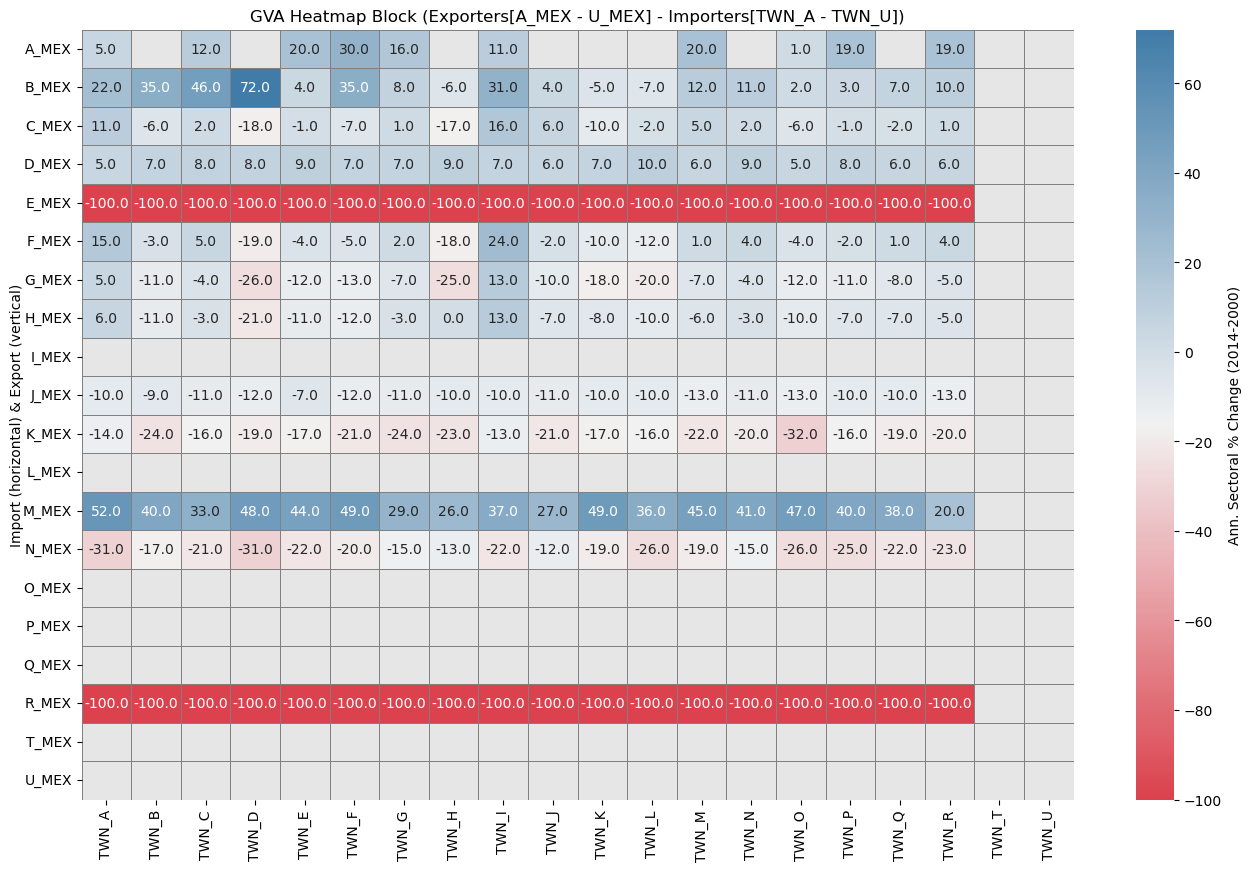 GVA Heatmap Block (Exporters[A_MEX - U_MEX] - Importers[TWN_A - TWN_U])
Import (horizontal) & Export (vertical)
A_MEX 5.0 12.0 20.0 30.0 16.0 11.0 20.0 1.0 19.0 19.0
B_MEX 22.0 35.0 46.0 72.0 4.0 35.0 8.0 -6.0 31.0 4.0 -5.0 -7.0 12.0 11.0 2.0 3.0 7.0 10.0
C_MEX 11.0 -6.0 2.0 -18.0 -1.0 -7.0 1.0 -17.0 16.0 6.0 -10.0 -2.0 5.0 2.0 -6.0 -1.0 -2.0 1.0
D_MEX 5.0 7.0 8.0 8.0 9.0 7.0 7.0 9.0 7.0 6.0 7.0 10.0 6.0 9.0 5.0 8.0 6.0 6.0
E_MEX -100.0 -100.0 -100.0 -100.0 -100.0 -100.0 -100.0 -100.0 -100.0 -100.0 -100.0 -100.0 -100.0 -100.0 -100.0 -100.0 -100.0 -100.0
F_MEX 15.0 -3.0 5.0 -19.0 -4.0 -5.0 2.0 -18.0 24.0 -2.0 -10.0 -12.0 1.0 4.0 -4.0 -2.0 1.0 4.0
G_MEX 5.0 -11.0 -4.0 -26.0 -12.0 -13.0 -7.0 -25.0 13.0 -10.0 -18.0 -20.0 -7.0 -4.0 -12.0 -11.0 -8.0 -5.0
H_MEX 6.0 -11.0 -3.0 -21.0 -11.0 -12.0 -3.0 0.0 13.0 -7.0 -8.0 -10.0 -6.0 -3.0 -10.0 -7.0 -7.0 -5.0
I_MEX
J_MEX -10.0 -9.0 -11.0 -12.0 -7.0 -12.0 -11.0 -10.0 -10.0 -11.0 -10.0 -10.0 -13.0 -11.0 -13.0 -10.0 -10.0 -13.0
K_MEX -14.0 -24.0 -16.0 -19.0 -17.0 -21.0 -24.0 -23.0 -13.0 -21.0 -17.0 -16.0 -22.0 -20.0 -32.0 -16.0 -19.0 -20.0
L_MEX
M_MEX 52.0 40.0 33.0 48.0 44.0 49.0 29.0 26.0 37.0 27.0 49.0 36.0 45.0 41.0 47.0 40.0 38.0 20.0
N_MEX -31.0 -17.0 -21.0 -31.0 -22.0 -20.0 -15.0 -13.0 -22.0 -12.0 -19.0 -26.0 -19.0 -15.0 -26.0 -25.0 -22.0 -23.0
O_MEX
P_MEX
Q_MEX
R_MEX -100.0 -100.0 -100.0 -100.0 -100.0 -100.0 -100.0 -100.0 -100.0 -100.0 -100.0 -100.0 -100.0 -100.0 -100.0 -100.0 -100.0 -100.0
T_MEX
U_MEX
TWN_A TWN_B TWN_C TWN_D TWN_E TWN_F TWN_G TWN_H TWN_I TWN_J TWN_K TWN_L TWN_M TWN_N TWN_O TWN_P TWN_Q TWN_R TWN_T TWN_U
60
40
20
0
−20
−40
−60
−80
−100
Ann. Sectoral % Change (2014-2000)